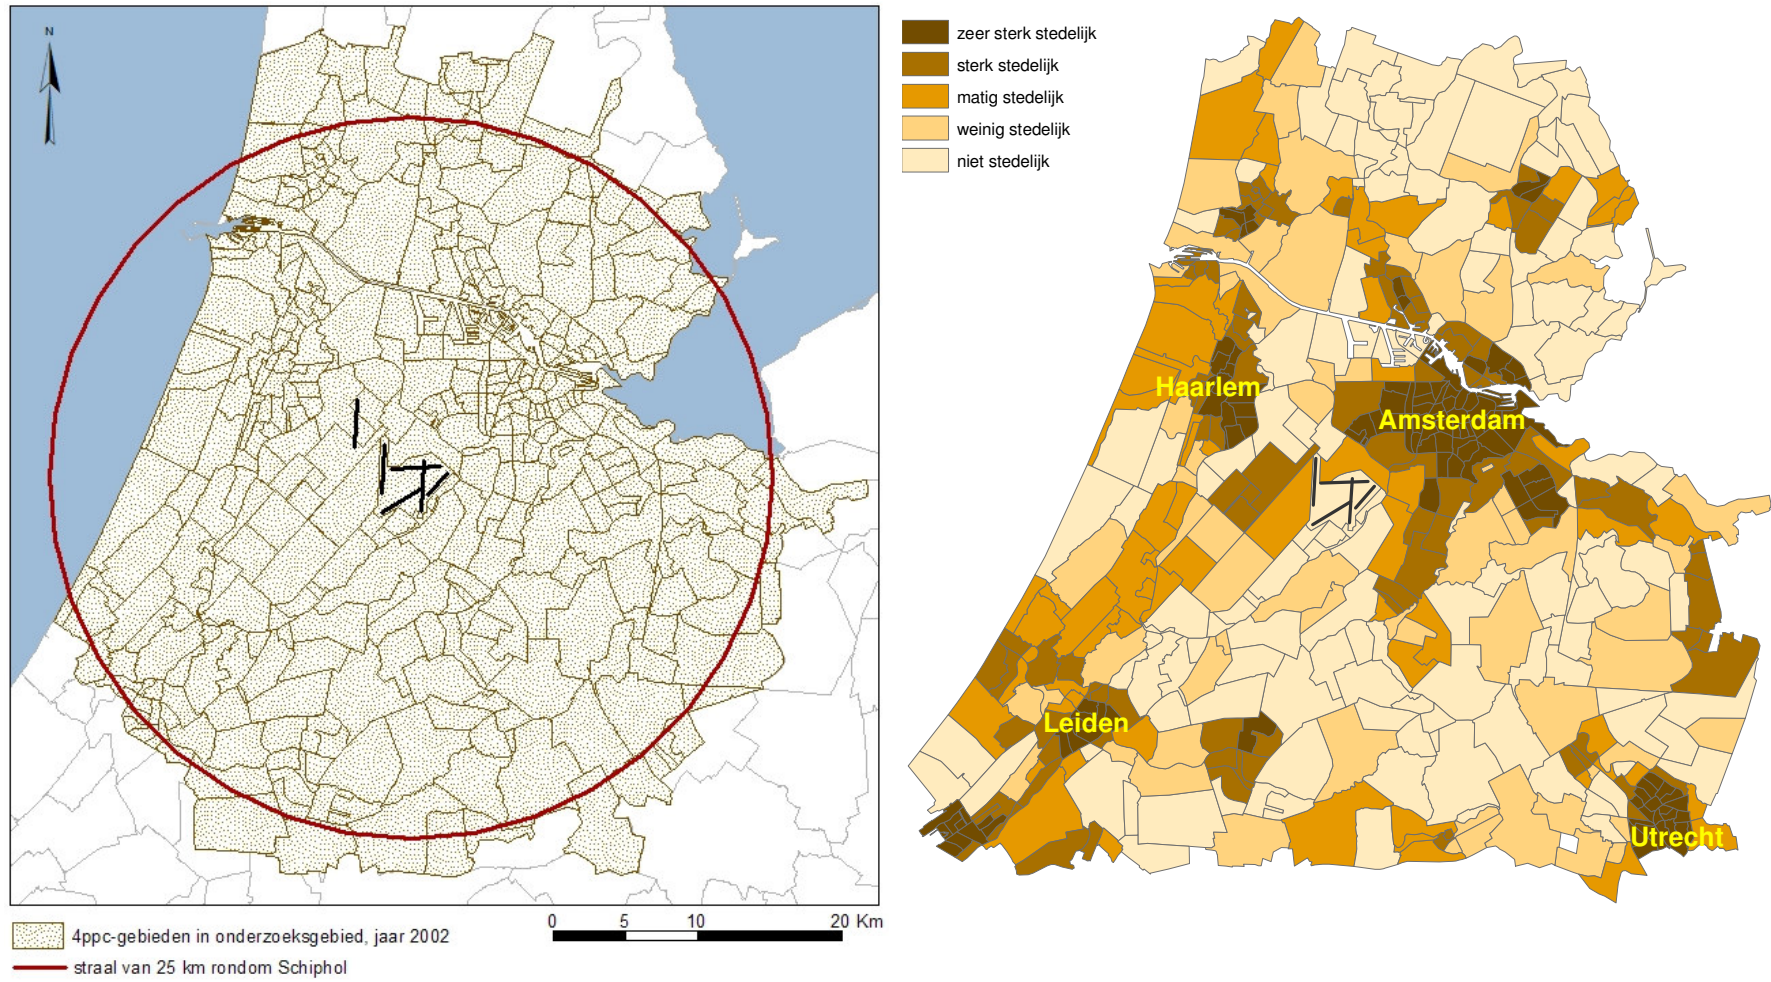 N
4ppc-gebieden in onderzoeksgebied, jaar 2002
straal van 25 km rondom Schiphol
0 5 10 20 Km
zeer sterk stedelijk
sterk stedelijk
matig stedelijk
weinig stedelijk
niet stedelijk
Haarlem
Amsterdam
Leiden
Utrecht